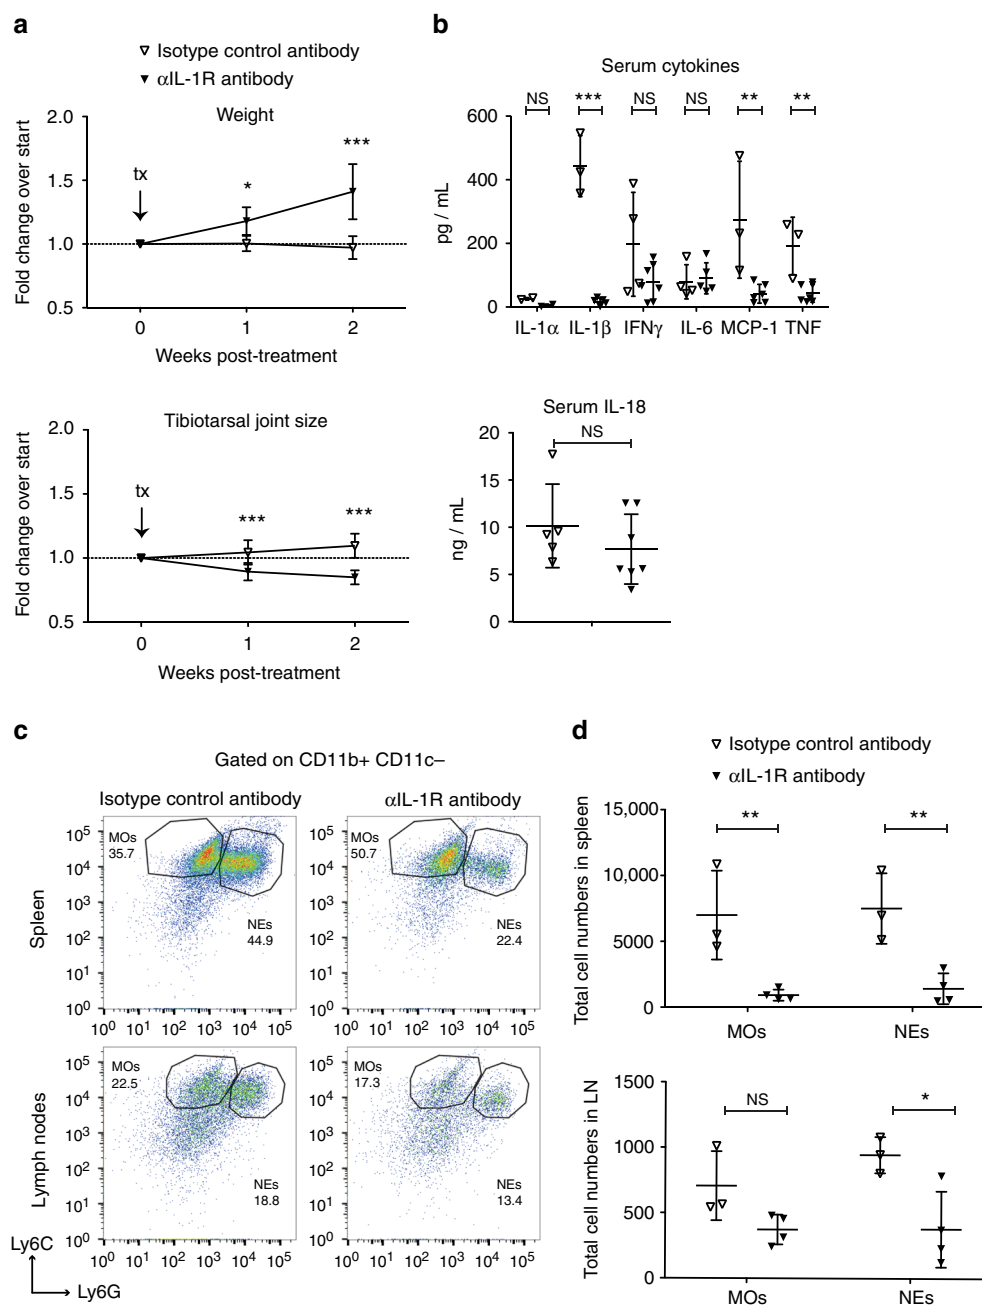 a
Isotype control antibody
αIL-1R antibody
Weight
Fold change over start
2.0
1.5
1.0
0.5
tx
*
***
0 1 2
Weeks post-treatment
Tibiotarsal joint size
Fold change over start
2.0
1.5
1.0
0.5
tx
***
***
0 1 2
Weeks post-treatment
b
Serum cytokines
NS *** NS NS ** **
pg / mL
600
400
200
0
IL-1α IL-1β IFNγ IL-6 MCP-1 TNF
Serum IL-18
NS
ng / mL
20
15
10
5
0
c
Gated on CD11b+ CD11c–
Isotype control antibody
αIL-1R antibody
Spleen
10⁵
10⁴
10³
10²
10¹
10⁰
MOs
35.7
NEs
44.9
10⁰ 10¹ 10² 10³ 10⁴ 10⁵
10⁵
10⁴
10³
10²
10¹
10⁰
MOs
50.7
NEs
22.4
10⁰ 10¹ 10² 10³ 10⁴ 10⁵
Lymph nodes
10⁵
10⁴
10³
10²
10¹
10⁰
MOs
22.5
NEs
18.8
10⁰ 10¹ 10² 10³ 10⁴ 10⁵
10⁵
10⁴
10³
10²
10¹
10⁰
MOs
17.3
NEs
13.4
10⁰ 10¹ 10² 10³ 10⁴ 10⁵
Ly6C
Ly6G
d
Isotype control antibody
αIL-1R antibody
Total cell numbers in spleen
15,000
10,000
5000
0
** **
MOs NEs
Total cell numbers in LN
1500
1000
500
0
NS *
MOs NEs